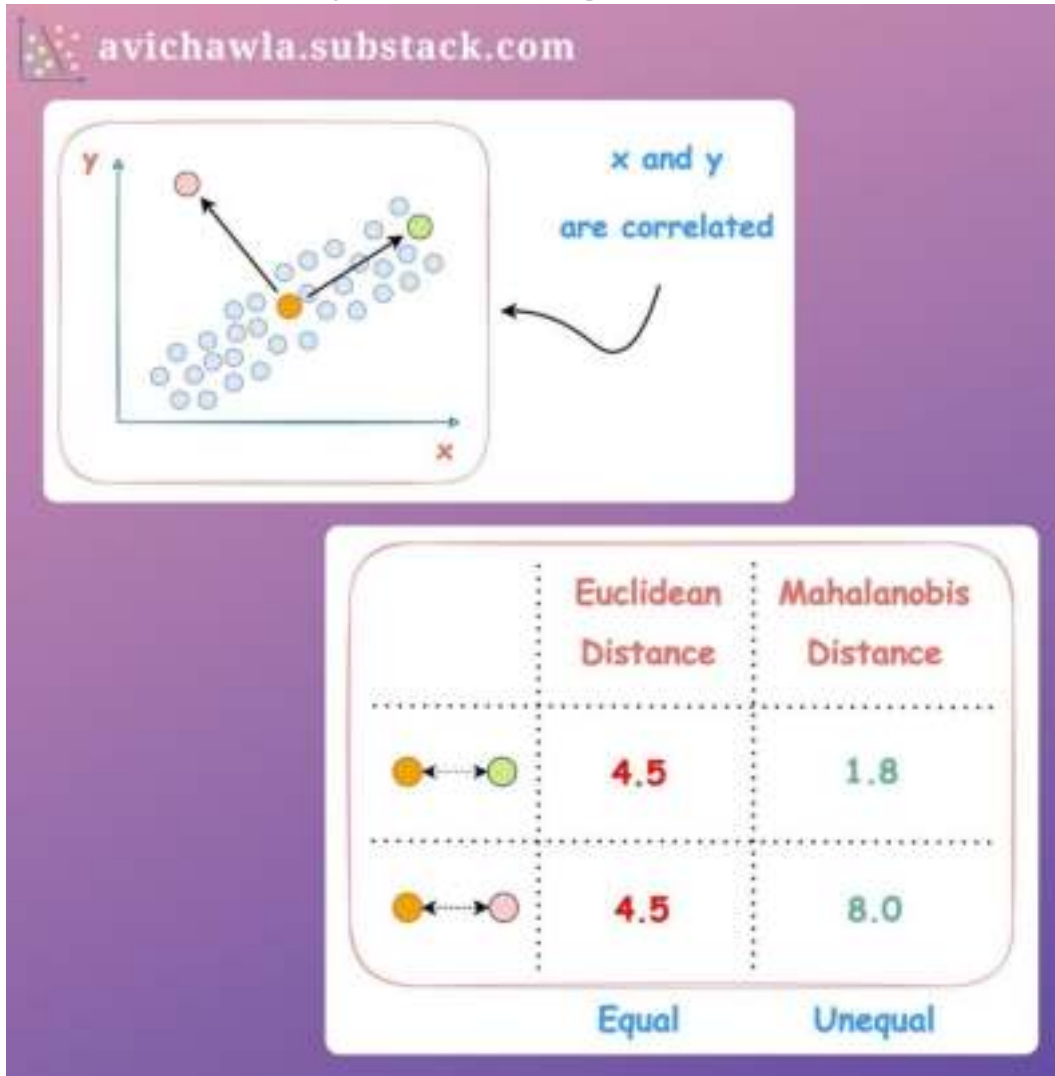 avichawla.substack.com
y
x
x and y
are correlated
Euclidean
Distance
Mahalanobis
Distance
4.5
1.8
4.5
8.0
Equal
Unequal